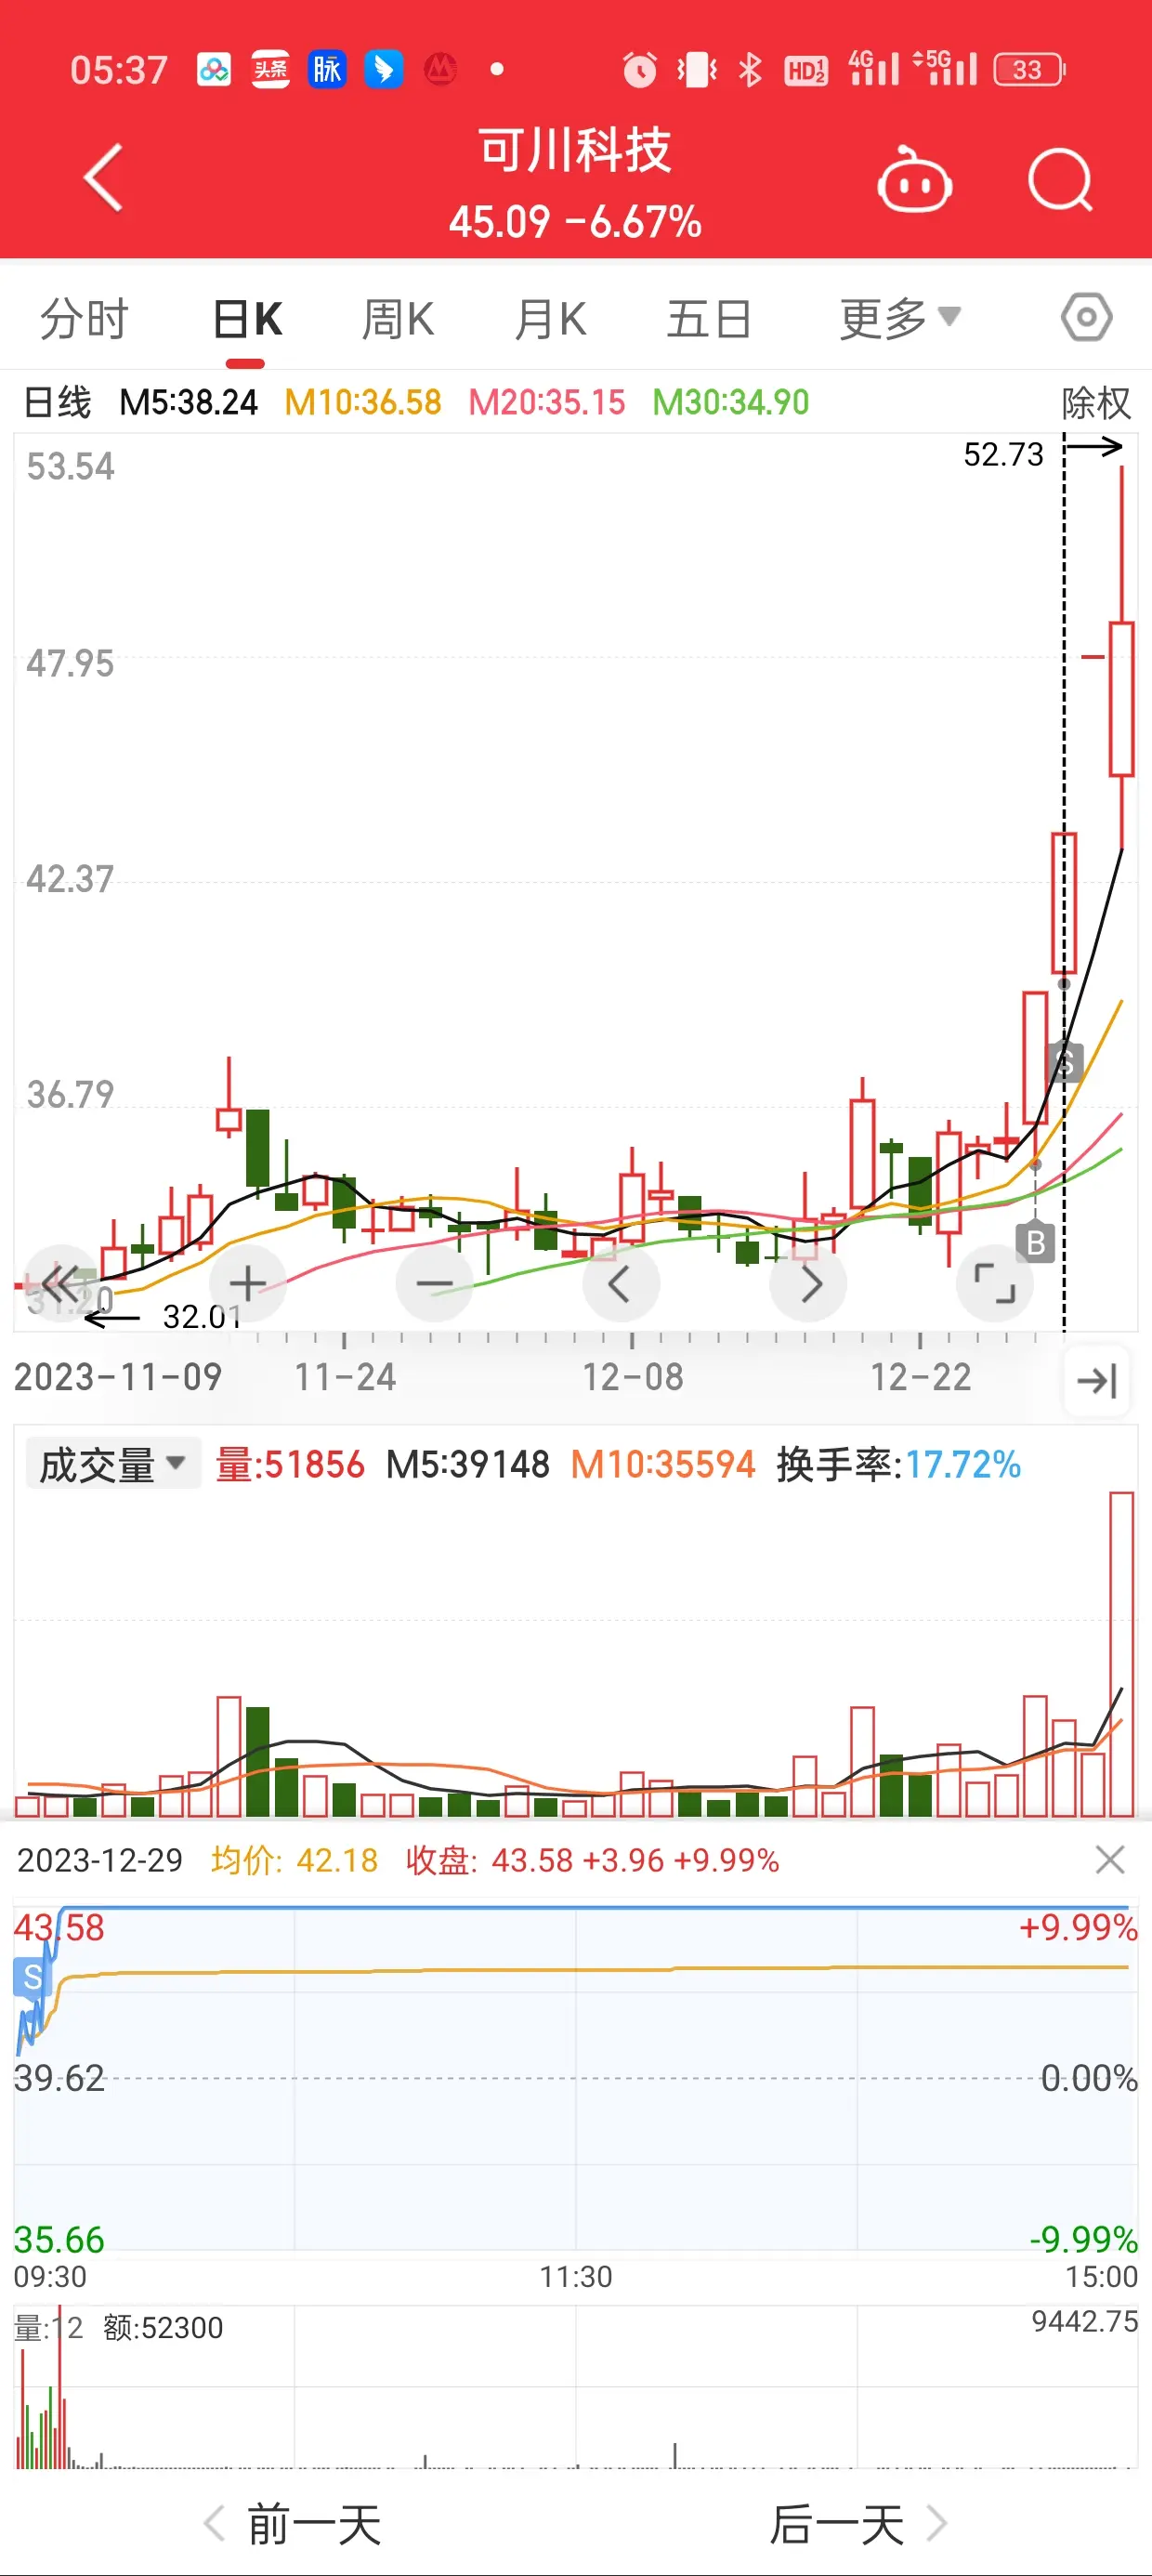 05:37 头条 脉 HD 1 2 4G 5G 33
可川科技
45.09 -6.67%
分时 日K 周K 月K 五日 更多
日线 M5:38.24 M10:36.58 M20:35.15 M30:34.90 除权
53.54
52.73
47.95
42.37
36.79
S
B
31.20
32.01
2023-11-09 11-24 12-08 12-22
成交量 量:51856 M5:39148 M10:35594 换手率:17.72%
2023-12-29 均价: 42.18 收盘: 43.58 +3.96 +9.99%
43.58 +9.99%
S
39.62 0.00%
35.66 -9.99%
09:30 11:30 15:00
量:12 额:52300 9442.75
前一天 后一天